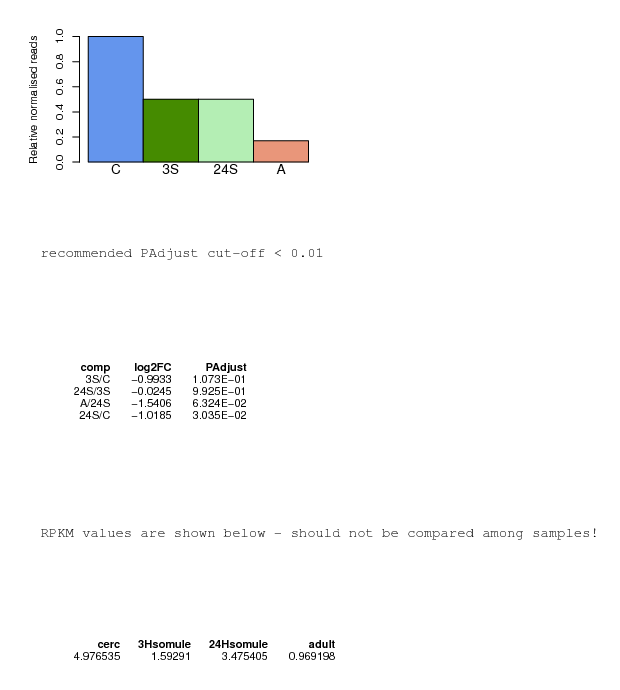 Relative normalised reads
1.0
0.8
0.6
0.4
0.2
0.0
C 3S 24S A
recommended PAdjust cut-off < 0.01
comp log2FC PAdjust
3S/C −0.9933 1.073E−01
24S/3S −0.0245 9.925E−01
A/24S −1.5406 6.324E−02
24S/C −1.0185 3.035E−02
RPKM values are shown below - should not be compared among samples!
cerc 3Hsomule 24Hsomule adult
4.976535 1.59291 3.475405 0.969198